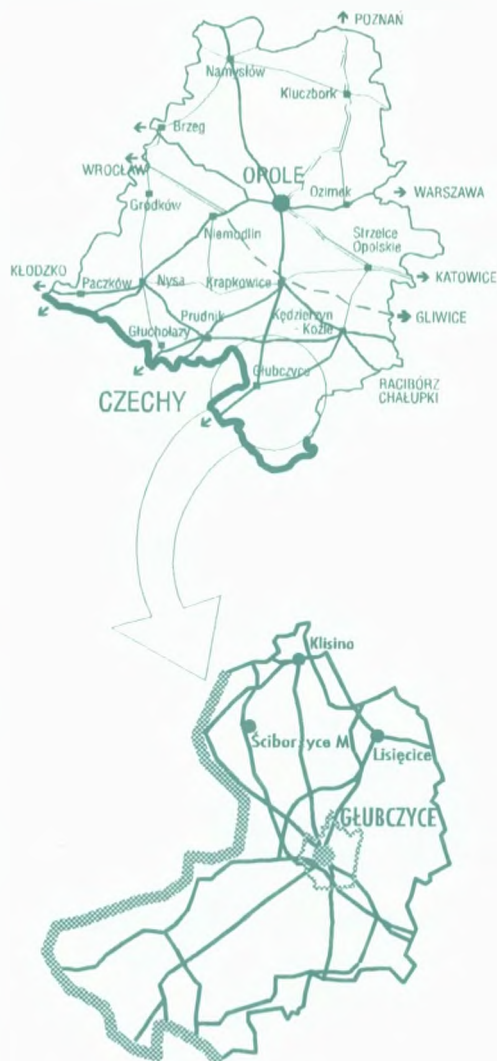 POZNAŃ
Namysłów
Kluczbork
Brzeg
WROCŁAW
OPOLE
Ozimek
WARSZAWA
Grodków
Niemodlin
Strzelce
Opolskie
KŁODZKO
Paczków
Nysa
Krapkowice
KATOWICE
GLIWICE
Prudnik
Kędzierzyn
- Koźle
Głuchołazy
Głubczyce
RACIBÓRZ
CHAŁUPKI
CZECHY
Klisino
Ściborzyce M
Lisięcice
GŁUBCZYCE